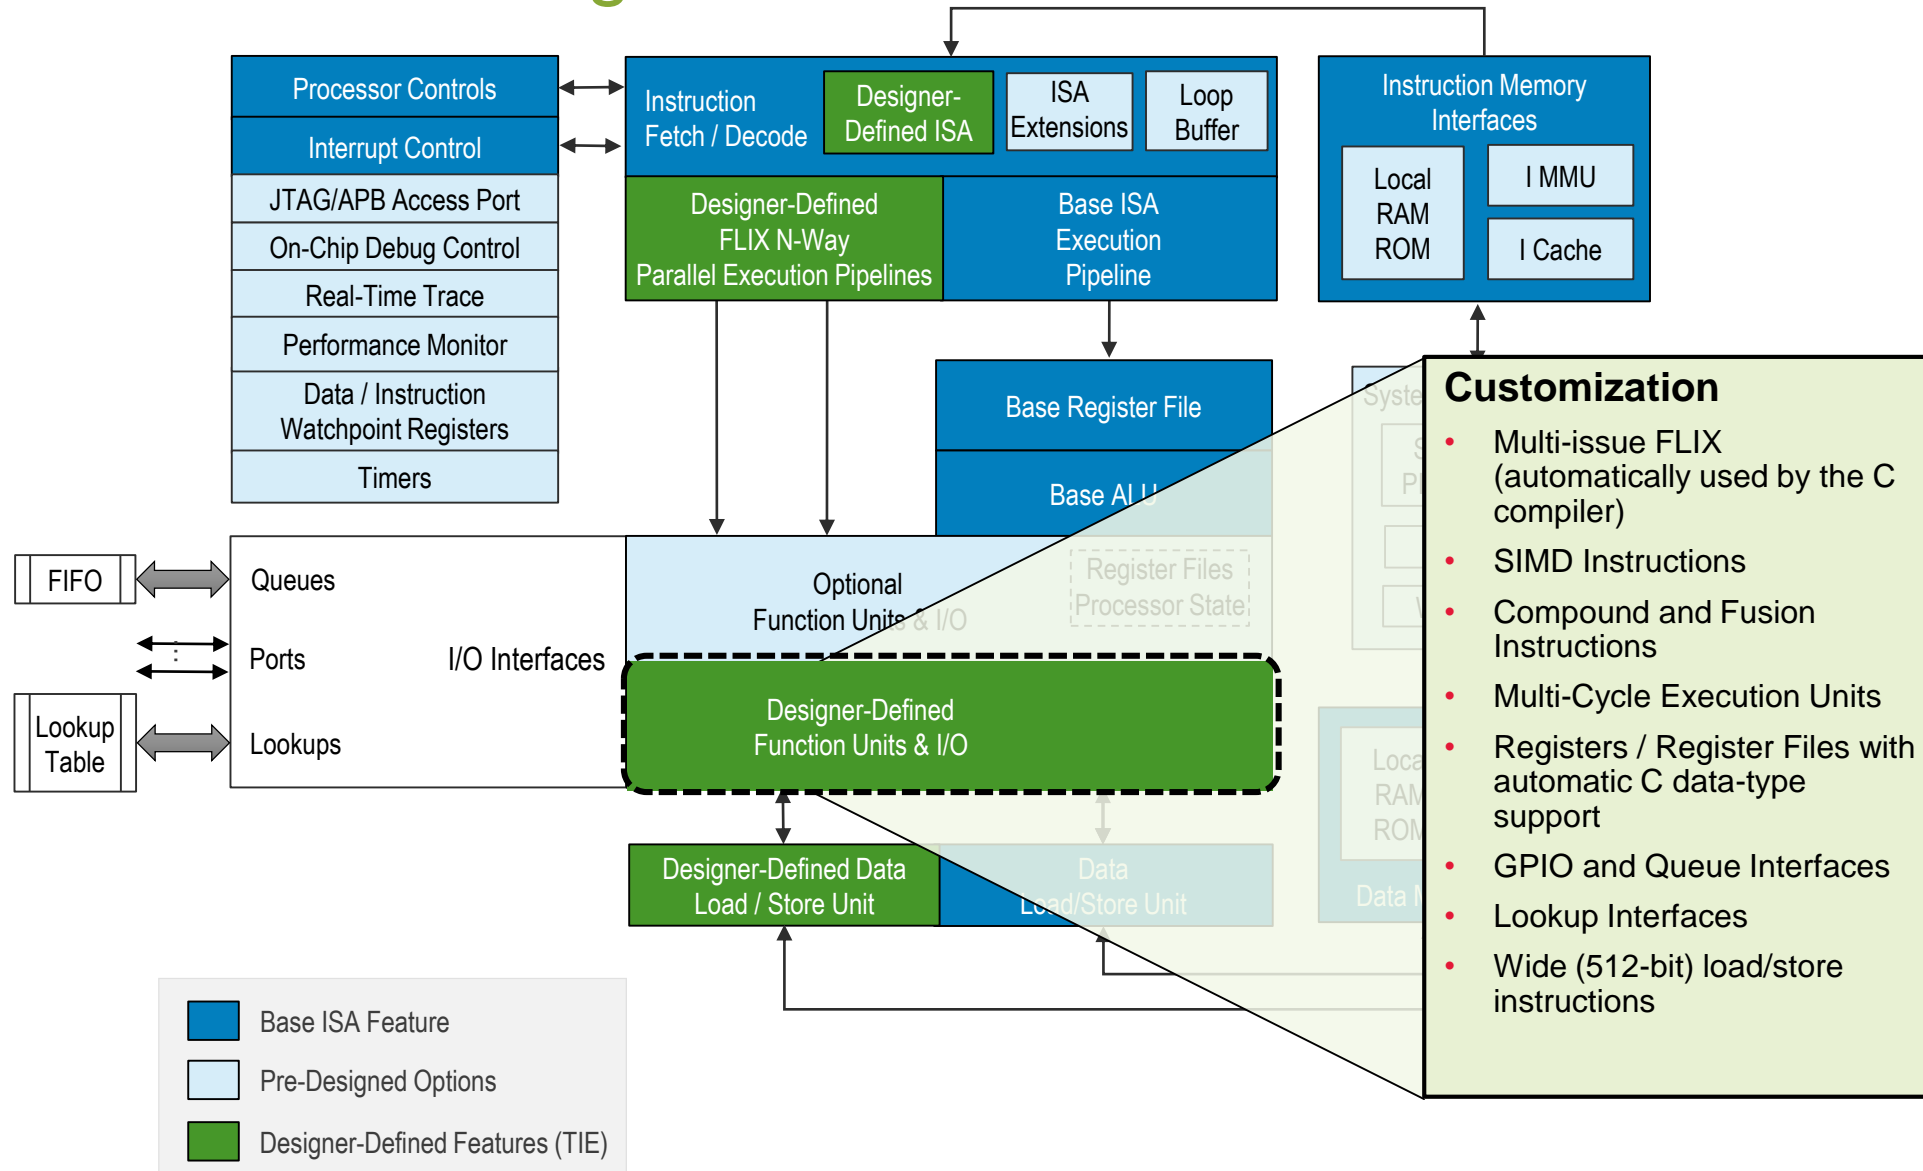 Processor Controls
Interrupt Control
JTAG/APB Access Port
On-Chip Debug Control
Real-Time Trace
Performance Monitor
Data / Instruction
Watchpoint Registers
Timers
Instruction
Fetch / Decode
Designer-
Defined ISA
ISA
Extensions
Loop
Buffer
Designer-Defined
FLIX N-Way
Parallel Execution Pipelines
Base ISA
Execution
Pipeline
Instruction Memory
Interfaces
Local
RAM
ROM
I MMU
I Cache
Base Register File
Base ALU
FIFO
Lookup
Table
Queues
Ports
Lookups
I/O Interfaces
Optional
Function Units & I/O
Register Files
Processor State
Designer-Defined
Function Units & I/O
Designer-Defined Data
Load / Store Unit
Data
Load/Store Unit
Local
RAM
ROM
Data
Customization
• Multi-issue FLIX
(automatically used by the C
compiler)
• SIMD Instructions
• Compound and Fusion
Instructions
• Multi-Cycle Execution Units
• Registers / Register Files with
automatic C data-type
support
• GPIO and Queue Interfaces
• Lookup Interfaces
• Wide (512-bit) load/store
instructions
Base ISA Feature
Pre-Designed Options
Designer-Defined Features (TIE)